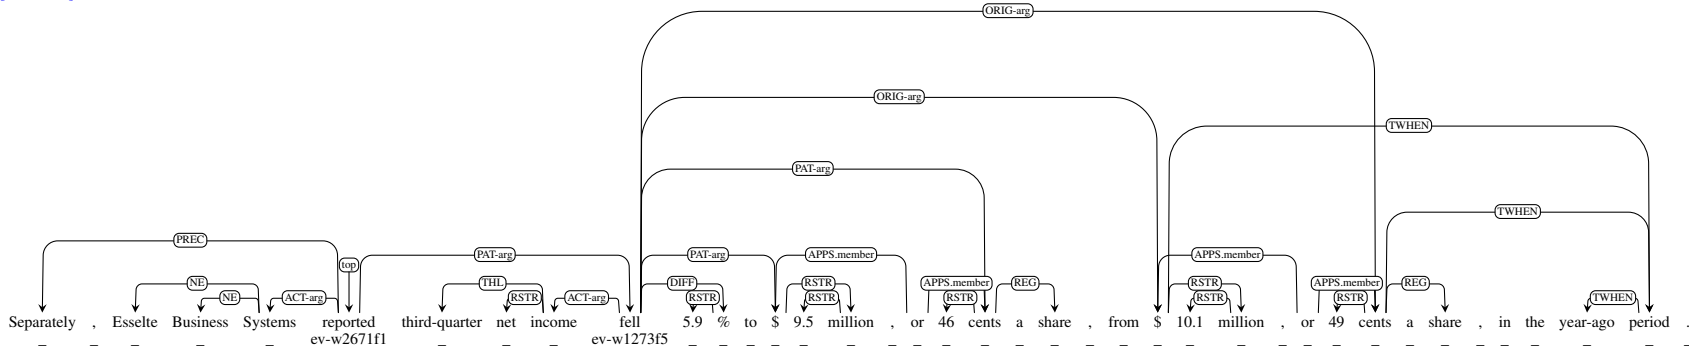 ORIG-arg
ORIG-arg
TWHEN
PAT-arg
TWHEN
PREC
PAT-arg PAT-arg APPS.member APPS.member
top
NE THL DIFF RSTR APPS.member REG RSTR APPS.member REG
NE ACT-arg RSTR ACT-arg RSTR RSTR RSTR RSTR RSTR TWHEN
Separately , Esselte Business Systems reported third-quarter net income fell 5.9 % to $ 9.5 million , or 46 cents a share , from $ 10.1 million , or 49 cents a share , in the year-ago period .
_ _ _ _ _ ev-w2671f1 _ _ _ ev-w1273f5 _ _ _ _ _ _ _ _ _ _ _ _ _ _ _ _ _ _ _ _ _ _ _ _ _ _ _ _